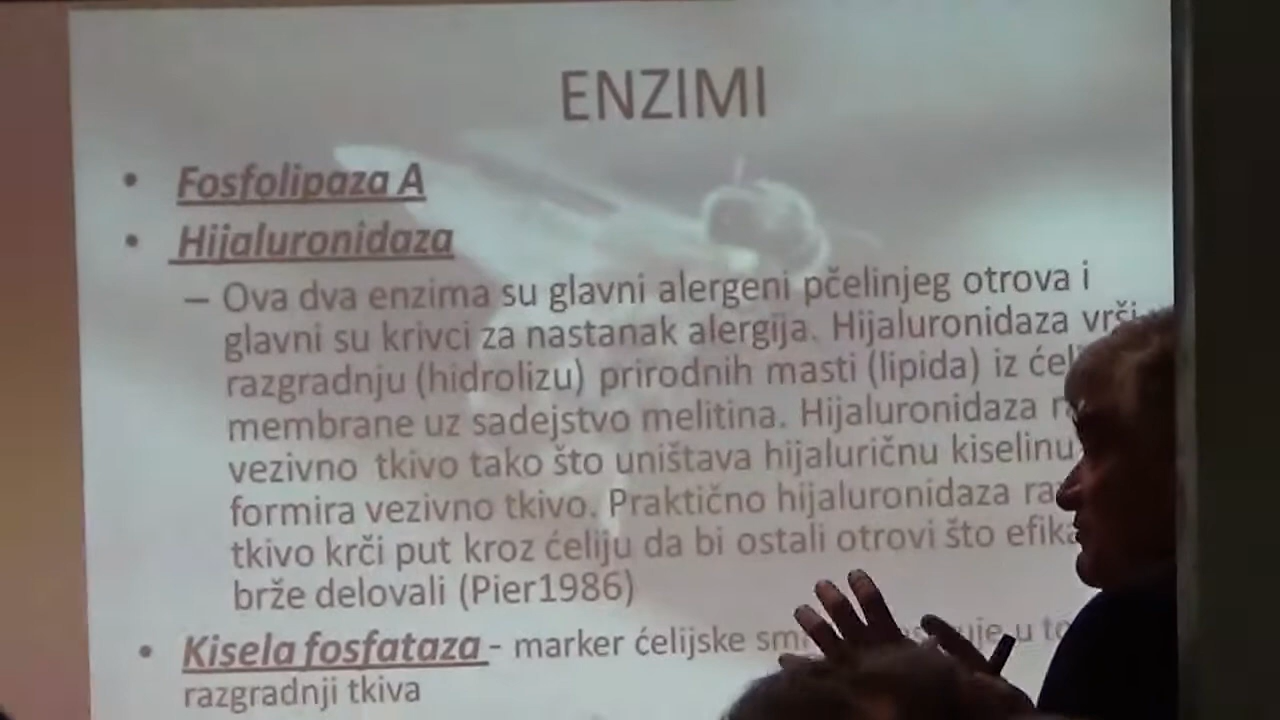 ENZIMI
• Fosfolipaza A
• Hijaluronidaza
– Ova dva enzima su glavni alergeni pčelinjeg otrova i
glavni su krivci za nastanak alergija. Hijaluronidaza vrši
razgradnju (hidrolizu) prirodnih masti (lipida) iz
membrane uz sadejstvo melitina. Hijaluronidaza
vezivno tkivo tako što uništava hijaluričnu kiselinu
formira vezivno tkivo. Praktično hijaluronidaza
tkivo krči put kroz ćeliju da bi ostali otrovi što
brže delovali (Pier1986)
• Kisela fosfataza - marker ćelijske u
razgradnji tkiva